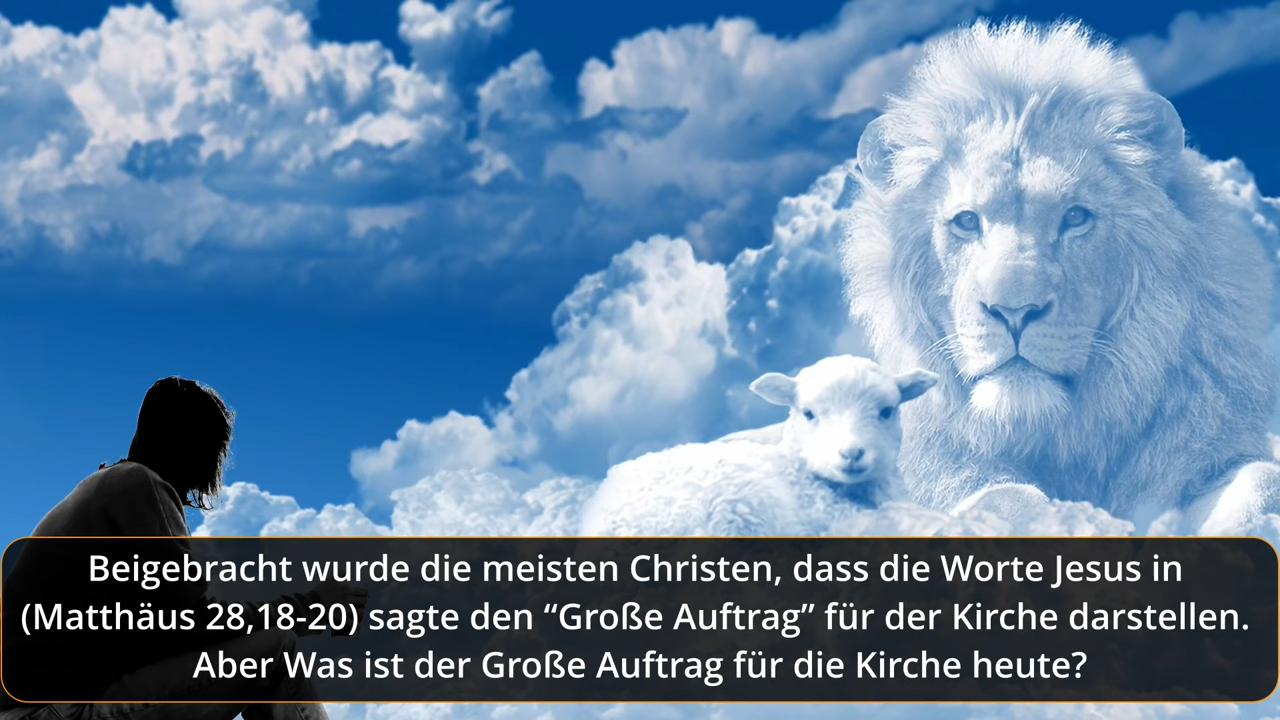 Beigebracht wurde die meisten Christen, dass die Worte Jesus in
(Matthäus 28,18-20) sagte den “Große Auftrag” für der Kirche darstellen.
Aber Was ist der Große Auftrag für die Kirche heute?